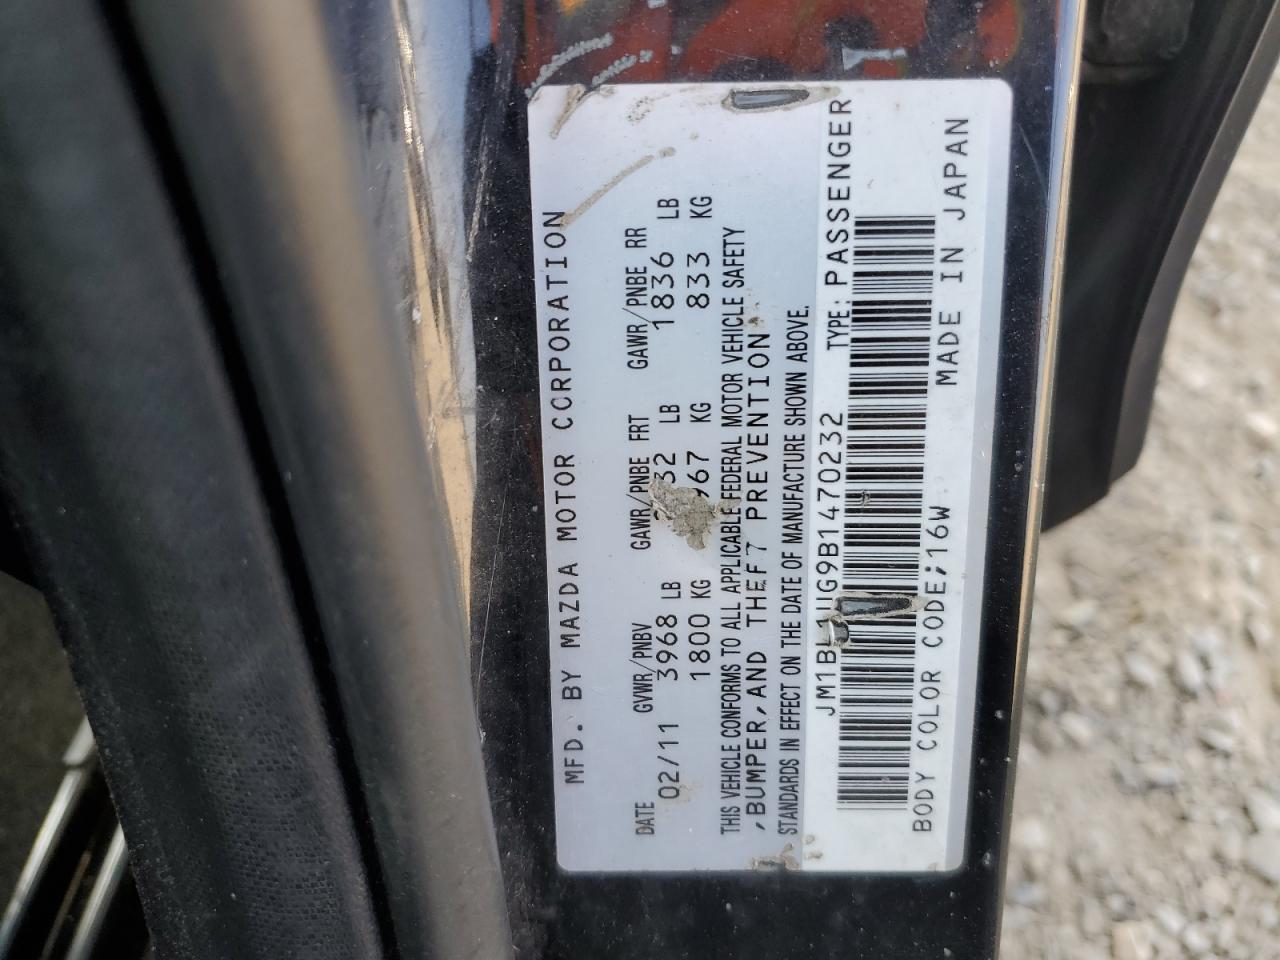 MFD. BY MAZDA MOTOR CORPORATION
DATE GVWR/PNBV GAWR/PNBE FRT GAWR/PNBE RR
02/11 3968 LB LB 1836 LB
1800 KG KG 833 KG
THIS VEHICLE CONFORMS TO ALL APPLICABLE FEDERAL MOTOR VEHICLE SAFETY
,BUMPER,AND THEFT PREVENTION
STANDARDS IN EFFECT ON THE DATE OF MANUFACTURE SHOWN ABOVE.
TYPE: PASSENGER
BODY COLOR CODE;16W MADE IN JAPAN